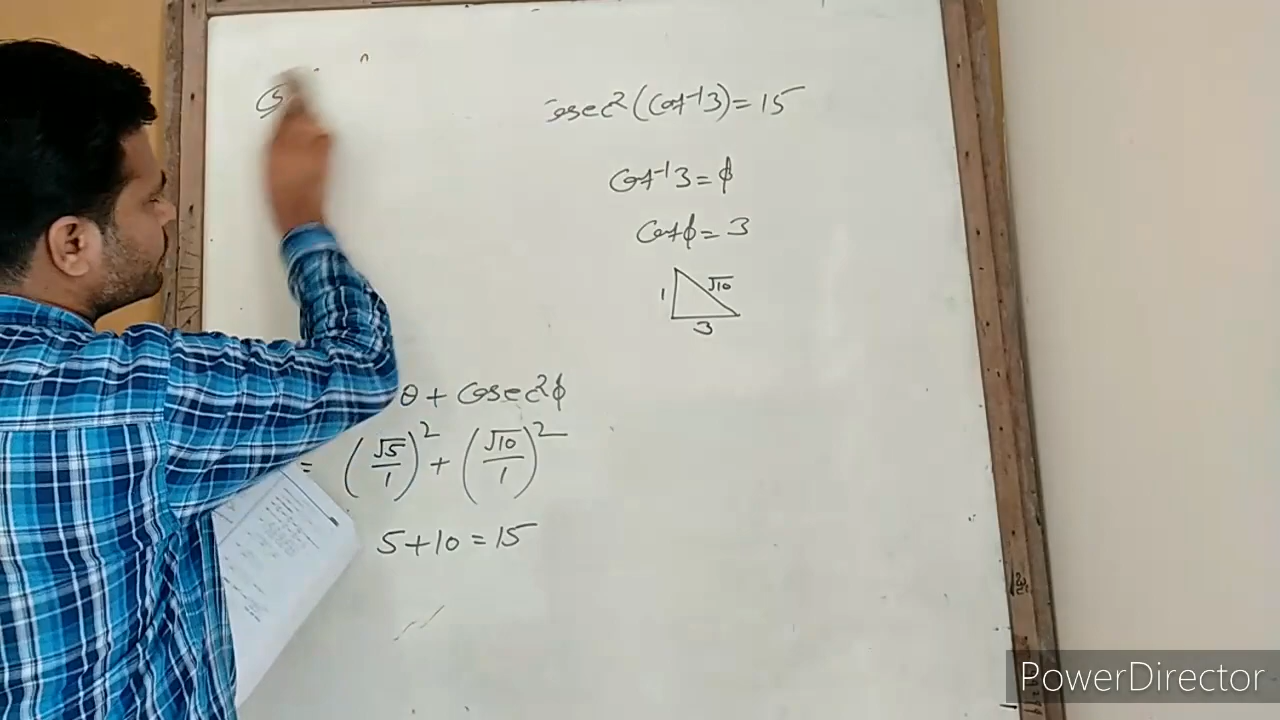 (5
cosec²(cot⁻¹3) = 15
cot⁻¹3 = ϕ
cotϕ = 3
1 √10
3
θ + cosec²ϕ
= (√5/1)² + (√10/1)²
5 + 10 = 15
PowerDirector